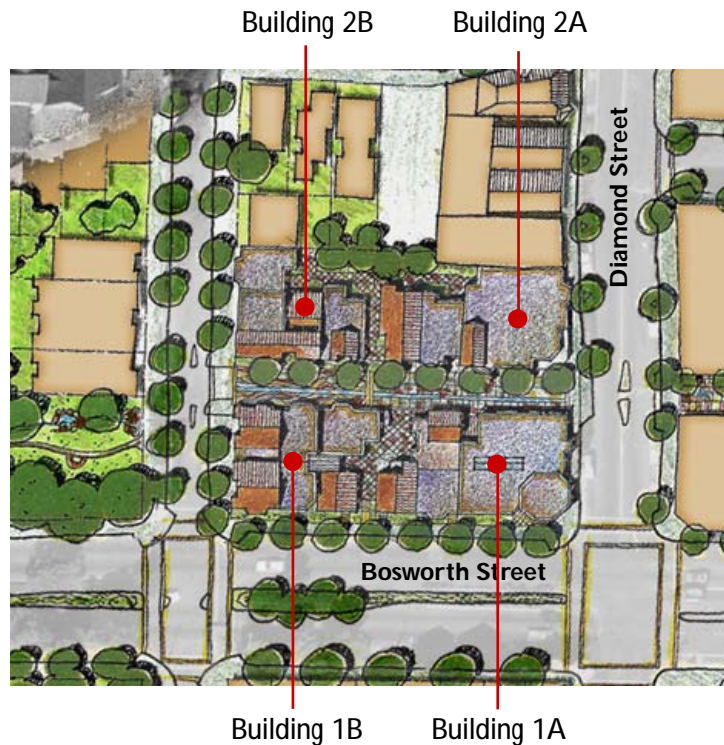 Building 2B
Building 2A
Diamond Street
Bosworth Street
Building 1B
Building 1A